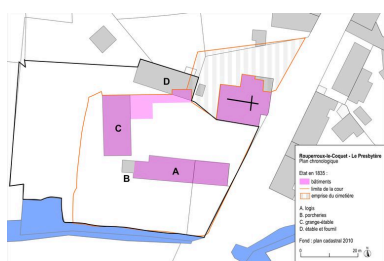 D
C
A
B
Rouperroux-le-Coquet - Le Presbytère
Plan chronologique
Etat en 1835 :
bâtiments
limite de la cour
emprise du cimetière
A. logis
B. porcheries
C. grange-étable
D. étable et fournil
Fond : plan cadastral 2010
0 20 m